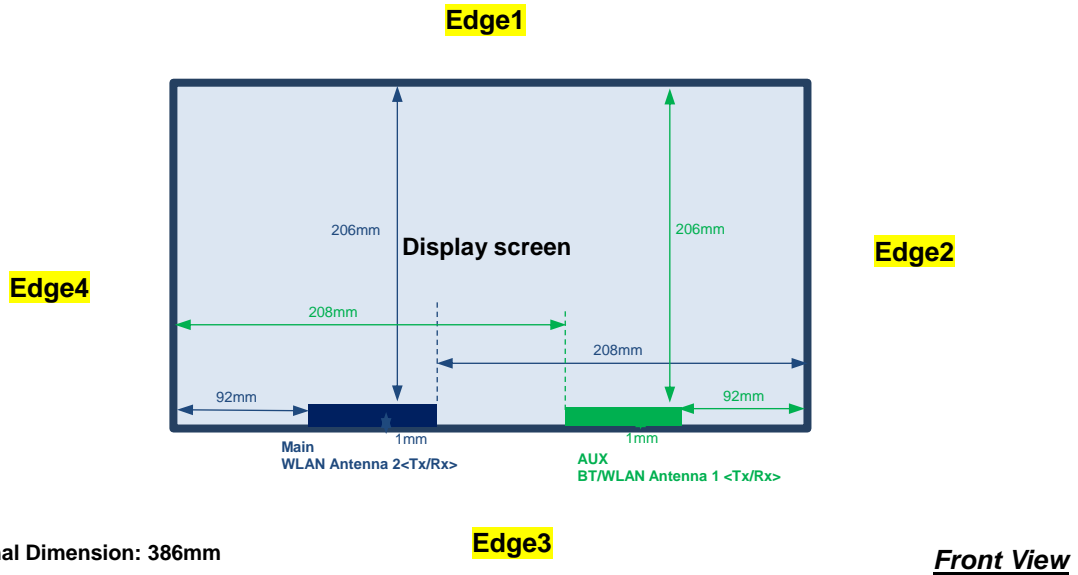 Edge1
206mm
206mm
Display screen
Edge2
Edge4
208mm
208mm
92mm
92mm
1mm
1mm
Main
WLAN Antenna 2<Tx/Rx>
AUX
BT/WLAN Antenna 1 <Tx/Rx>
Edge3
al Dimension: 386mm
Front View